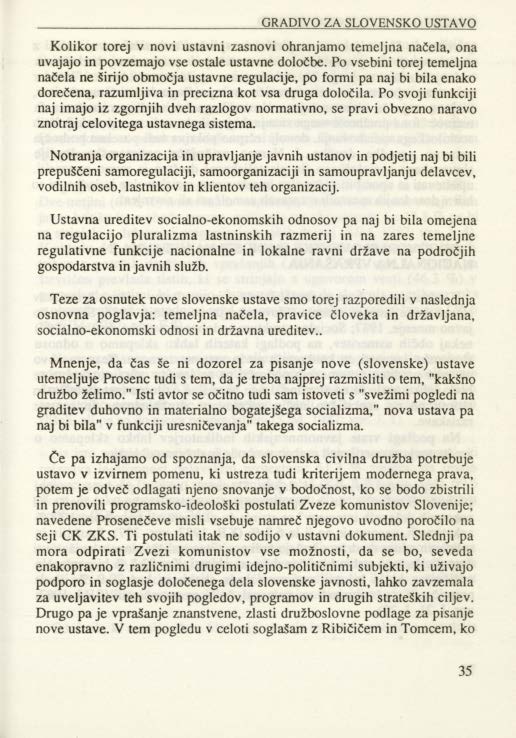 GRADIVO ZA SLOVENSKO USTAVO
Kolikor torej v novi ustavni zasnovi ohranjamo temeljna načela, ona
uvajajo in povzemajo vse ostale ustavne določbe. Po vsebini torej temeljna
načela ne širijo območja ustavne regulacije, po formi pa naj bi bila enako
dorečena, razumljiva in precizna kot vsa druga določila. Po svoji funkciji
naj imajo iz zgornjih dveh razlogov normativno, se pravi obvezno naravo
znotraj celovitega ustavnega sistema.
Notranja organizacija in upravljanje javnih ustanov in podjetij naj bi bili
prepuščeni samoregulaciji, samoorganizaciji in samoupravljanju delavcev,
vodilnih oseb, lastnikov in klientov teh organizacij.
Ustavna ureditev socialno-ekonomskih odnosov pa naj bi bila omejena
na regulacijo pluralizma lastninskih razmerij in na zares temeljne
regulativne funkcije nacionalne in lokalne ravni države na področjih
gospodarstva in javnih služb.
Teze za osnutek nove slovenske ustave smo torej razporedili v naslednja
osnovna poglavja: temeljna načela, pravice človeka in državljana,
socialno-ekonomski odnosi in državna ureditev..
Mnenje, da čas še ni dozorel za pisanje nove (slovenske) ustave
utemeljuje Prosenc tudi s tem, da je treba najprej razmisliti o tem, "kakšno
družbo želimo." Isti avtor se očitno tudi sam istoveti s "svežimi pogledi na
graditev duhovno in materialno bogatejšega socializma," nova ustava pa
naj bi bila" v funkciji uresničevanja" takega socializma.
Če pa izhajamo od spoznanja, da slovenska civilna družba potrebuje
ustavo v izvirnem pomenu, ki ustreza tudi kriterijem modernega prava,
potem je odveč odlagati njeno snovanje v bodočnost, ko se bodo zbistrili
in prenovili programsko-ideološki postulati Zveze komunistov Slovenije;
navedene Prosenečeve misli vsebuje namreč njegovo uvodno poročilo na
seji CK ZKS. Ti postulati itak ne sodijo v ustavni dokument. Slednji pa
mora odpirati Zvezi komunistov vse možnosti, da se bo, seveda
enakopravno z različnimi drugimi idejno-političnimi subjekti, ki uživajo
podporo in soglasje določenega dela slovenske javnosti, lahko zavzemala
za uveljavitev teh svojih pogledov, programov in drugih strateških ciljev.
Drugo pa je vprašanje znanstvene, zlasti družboslovne podlage za pisanje
nove ustave. V tem pogledu v celoti soglašam z Ribičičem in Tomcem, ko
35